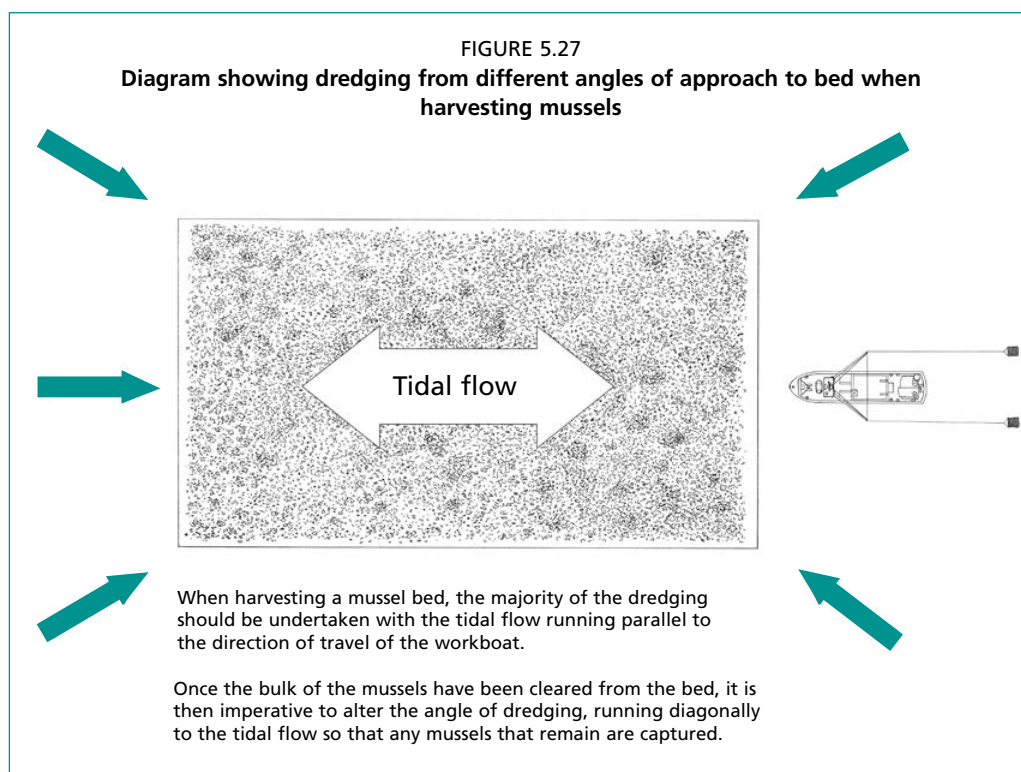 FIGURE 5.27
Diagram showing dredging from different angles of approach to bed when
harvesting mussels
Tidal flow
When harvesting a mussel bed, the majority of the dredging
should be undertaken with the tidal flow running parallel to
the direction of travel of the workboat.
Once the bulk of the mussels have been cleared from the bed, it is
then imperative to alter the angle of dredging, running diagonally
to the tidal flow so that any mussels that remain are captured.